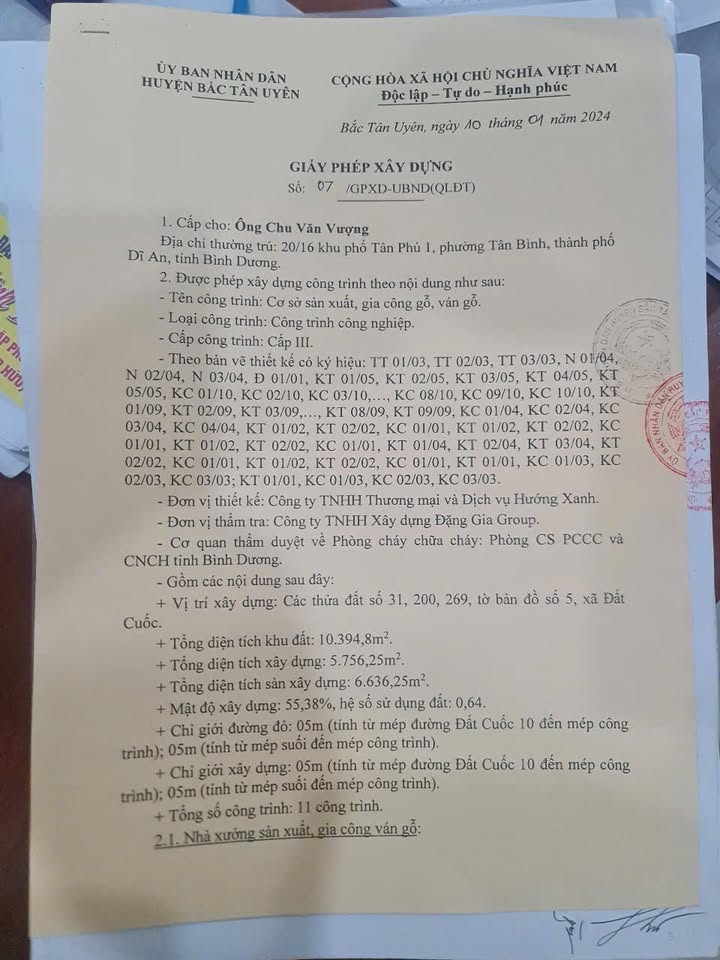 ỦY BAN NHÂN DÂN
HUYỆN BẮC TÂN UYÊN
CỘNG HÒA XÃ HỘI CHỦ NGHĨA VIỆT NAM
Độc lập – Tự do – Hạnh phúc
Bắc Tân Uyên, ngày 10 tháng 01 năm 2024
GIẤY PHÉP XÂY DỰNG
Số: 07 /GPXD-UBND(QLĐT)
1. Cấp cho: Ông Chu Văn Vượng
Địa chỉ thường trú: 20/16 khu phố Tân Phú 1, phường Tân Bình, thành phố
Dĩ An, tỉnh Bình Dương.
2. Được phép xây dựng công trình theo nội dung như sau:
- Tên công trình: Cơ sở sản xuất, gia công gỗ, ván gỗ.
- Loại công trình: Công trình công nghiệp.
- Cấp công trình: Cấp III.
- Theo bản vẽ thiết kế có ký hiệu: TT 01/03, TT 02/03, TT 03/03, N 01/04,
N 02/04, N 03/04, Đ 01/01, KT 01/05, KT 02/05, KT 03/05, KT 04/05, KT
05/05, KC 01/10, KC 02/10, KC 03/10,…, KC 08/10, KC 09/10, KC 10/10, KT
01/09, KT 02/09, KT 03/09,…, KT 08/09, KT 09/09, KC 01/04, KC 02/04, KC
03/04, KC 04/04, KT 01/02, KT 02/02, KC 01/01, KT 01/02, KT 02/02, KC
01/01, KT 01/02, KT 02/02, KC 01/01, KT 01/04, KT 02/04, KT 03/04, KT
02/02, KC 01/01, KT 01/02, KT 02/02, KC 01/01, KT 01/01, KC 01/03, KC
02/03, KC 03/03; KT 01/01, KC 01/03, KC 02/03, KC 03/03.
- Đơn vị thiết kế: Công ty TNHH Thương mại và Dịch vụ Hướng Xanh.
- Đơn vị thẩm tra: Công ty TNHH Xây dựng Đặng Gia Group.
- Cơ quan thẩm duyệt về Phòng cháy chữa cháy: Phòng CS PCCC và
CNCH tỉnh Bình Dương.
- Gồm các nội dung sau đây:
+ Vị trí xây dựng: Các thửa đất số 31, 200, 269, tờ bản đồ số 5, xã Đất
Cuốc.
+ Tổng diện tích khu đất: 10.394,8m².
+ Tổng diện tích xây dựng: 5.756,25m².
+ Tổng diện tích sàn xây dựng: 6.636,25m².
+ Mật độ xây dựng: 55,38%, hệ số sử dụng đất: 0,64.
+ Chỉ giới đường đỏ: 05m (tính từ mép đường Đất Cuốc 10 đến mép công
trình); 05m (tính từ mép suối đến mép công trình).
+ Chỉ giới xây dựng: 05m (tính từ mép đường Đất Cuốc 10 đến mép công
trình); 05m (tính từ mép suối đến mép công trình).
+ Tổng số công trình: 11 công trình.
2.1. Nhà xưởng sản xuất, gia công ván gỗ: